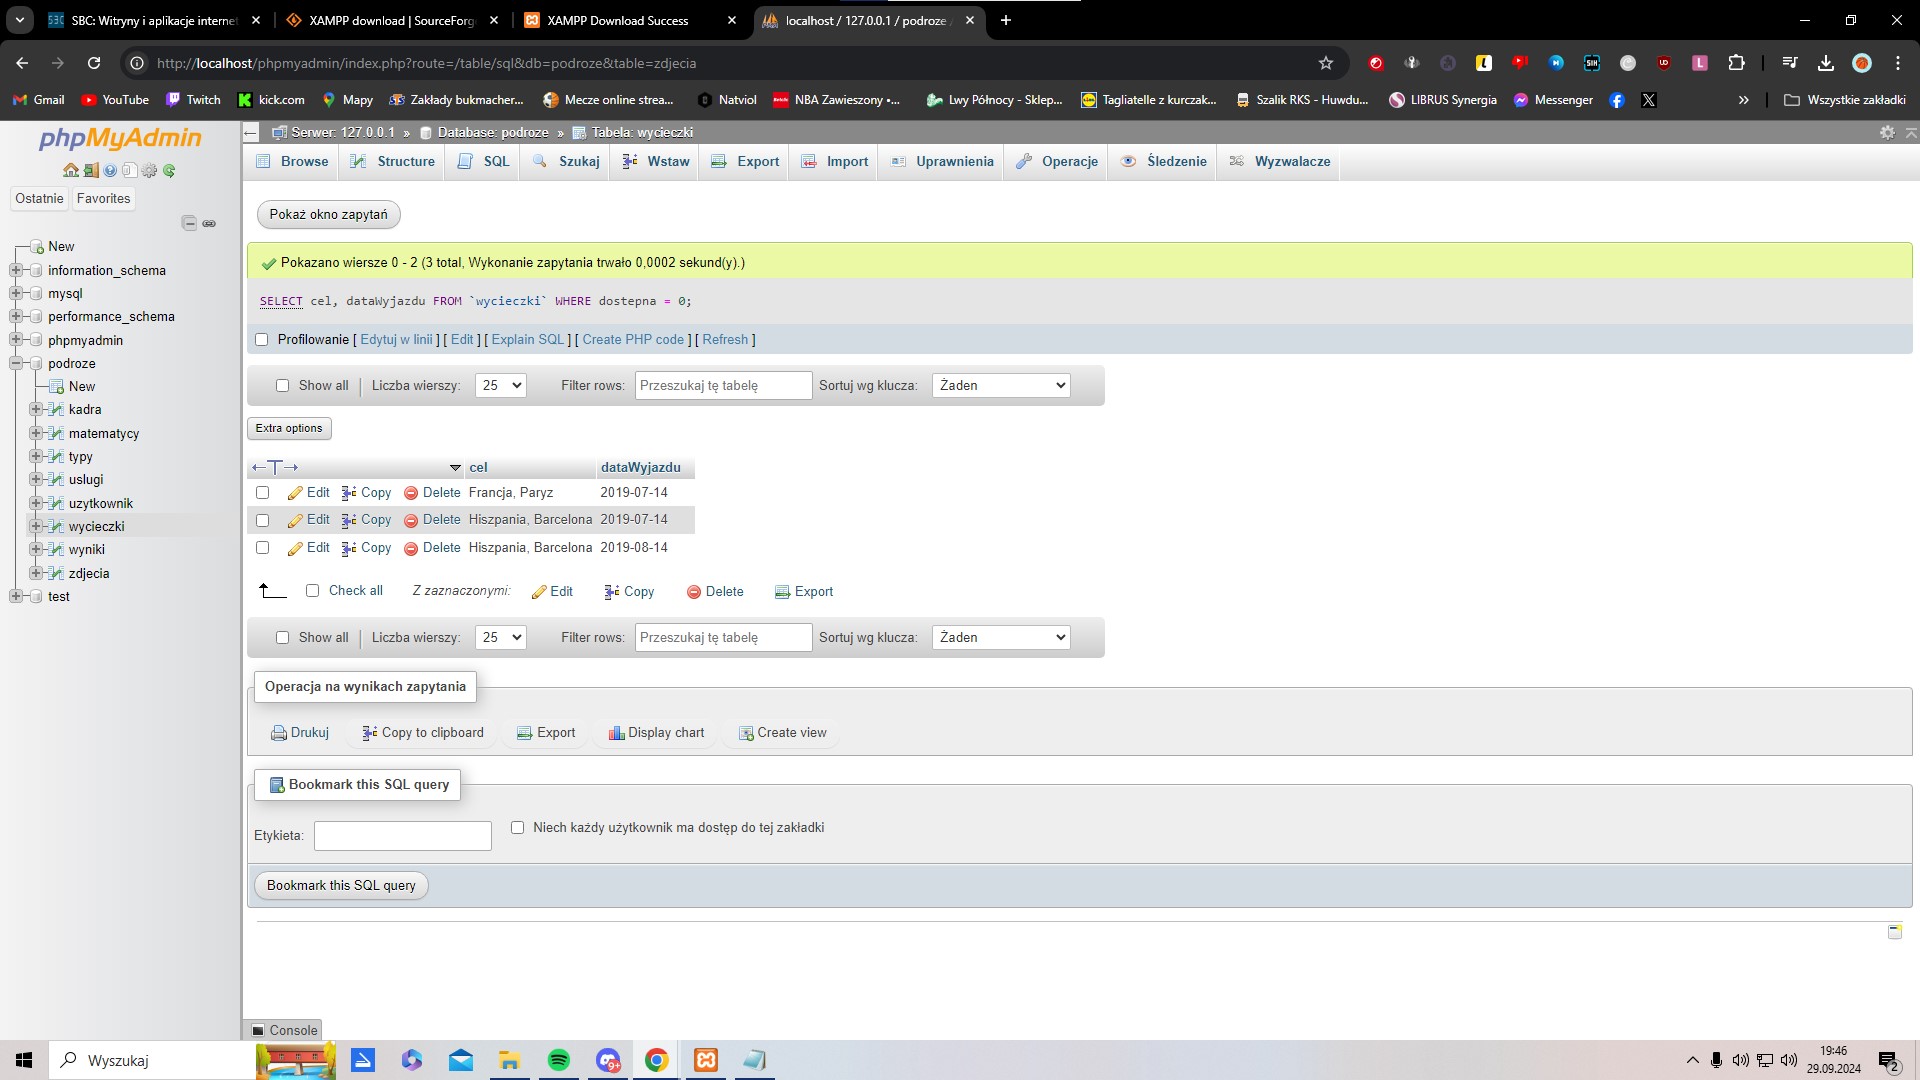 SBC: Witryny i aplikacje internet
XAMPP download | SourceForg
XAMPP Download Success
localhost / 127.0.0.1 / podroze /
http://localhost/phpmyadmin/index.php?route=/table/sql&db=podroze&table=zdjecia
Gmail YouTube Twitch kick.com Mapy Zakłady bukmacher... Mecze online strea... Natviol NBA Zawieszony •... Lwy Północy - Sklep... Tagliatelle z kurczak... Szalik RKS - Huwdu... LIBRUS Synergia Messenger » Wszystkie zakładki
phpMyAdmin
Ostatnie Favorites
New
information_schema
mysql
performance_schema
phpmyadmin
podroze
New
kadra
matematycy
typy
uslugi
uzytkownik
wycieczki
wyniki
zdjecia
test
Serwer: 127.0.0.1 » Database: podroze » Tabela: wycieczki
Browse Structure SQL Szukaj Wstaw Export Import Uprawnienia Operacje Śledzenie Wyzwalacze
Pokaż okno zapytań
Pokazano wiersze 0 - 2 (3 total, Wykonanie zapytania trwało 0,0002 sekund(y).)
SELECT cel, dataWyjazdu FROM `wycieczki` WHERE dostepna = 0;
Profilowanie [ Edytuj w linii ] [ Edit ] [ Explain SQL ] [ Create PHP code ] [ Refresh ]
Show all Liczba wierszy: 25 Filter rows: Przeszukaj tę tabelę Sortuj wg klucza: Żaden
Extra options
←T→ cel dataWyjazdu
Edit Copy Delete Francja, Paryz 2019-07-14
Edit Copy Delete Hiszpania, Barcelona 2019-07-14
Edit Copy Delete Hiszpania, Barcelona 2019-08-14
Check all Z zaznaczonymi: Edit Copy Delete Export
Show all Liczba wierszy: 25 Filter rows: Przeszukaj tę tabelę Sortuj wg klucza: Żaden
Operacja na wynikach zapytania
Drukuj Copy to clipboard Export Display chart Create view
Bookmark this SQL query
Etykieta: Niech każdy użytkownik ma dostęp do tej zakładki
Bookmark this SQL query
Console
Wyszukaj
9+
19:46
29.09.2024
2